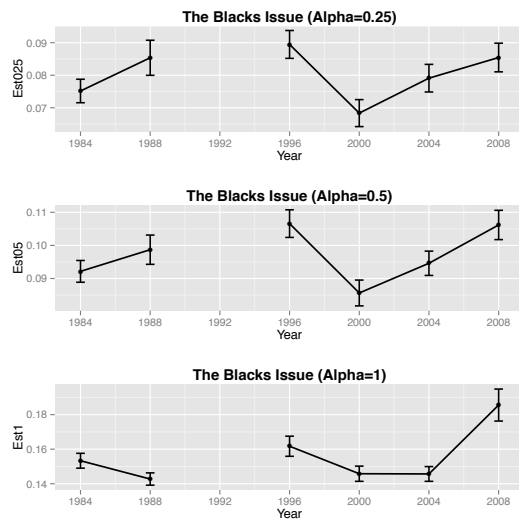 The Blacks Issue (Alpha=0.25)
0.09
0.08
0.07
Est025
1984 1988 1992 1996 2000 2004 2008
Year
The Blacks Issue (Alpha=0.5)
0.11
0.10
0.09
Est05
1984 1988 1992 1996 2000 2004 2008
Year
The Blacks Issue (Alpha=1)
0.18
0.16
0.14
Est1
1984 1988 1992 1996 2000 2004 2008
Year